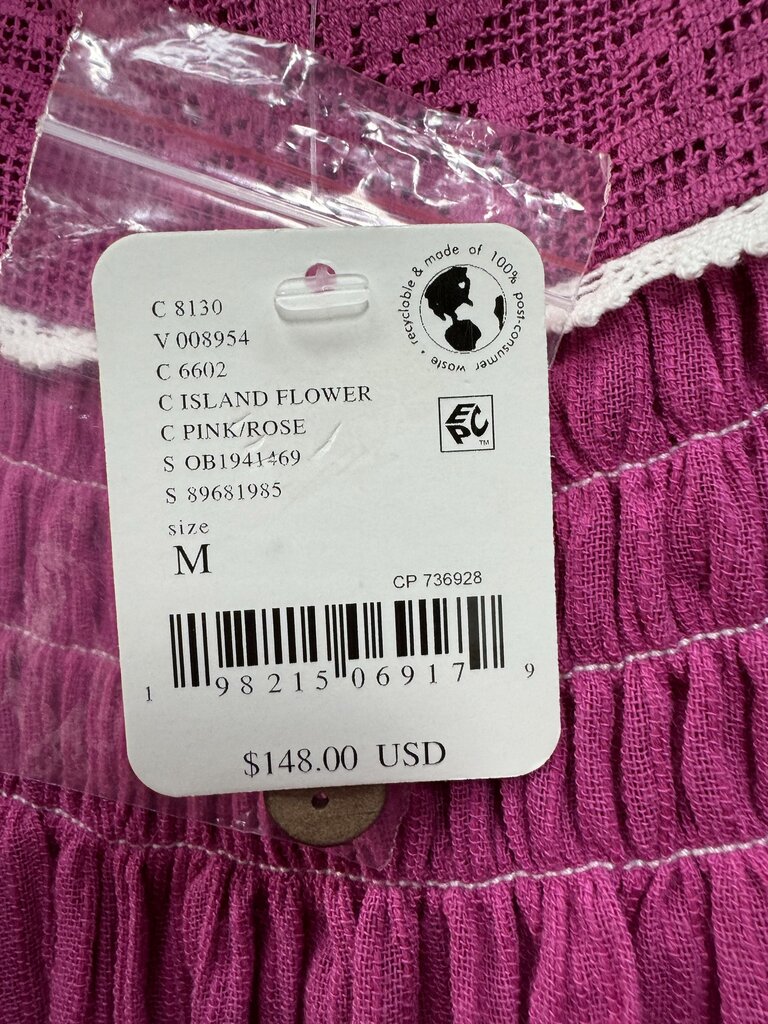 C 8130
V 008954
C 6602
C ISLAND FLOWER
C PINK/ROSE
S OB1941469
S 89681985
size
M
recyclable & made of 100% post-consumer waste •
EPC
TM
CP 736928
1 98215 06917 9
$148.00 USD